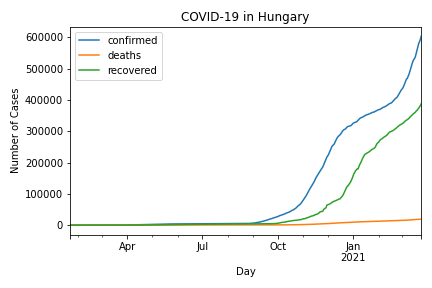 COVID-19 in Hungary
confirmed
deaths
recovered
Number of Cases
600000
500000
400000
300000
200000
100000
0
Apr
Jul
Oct
Jan
2021
Day